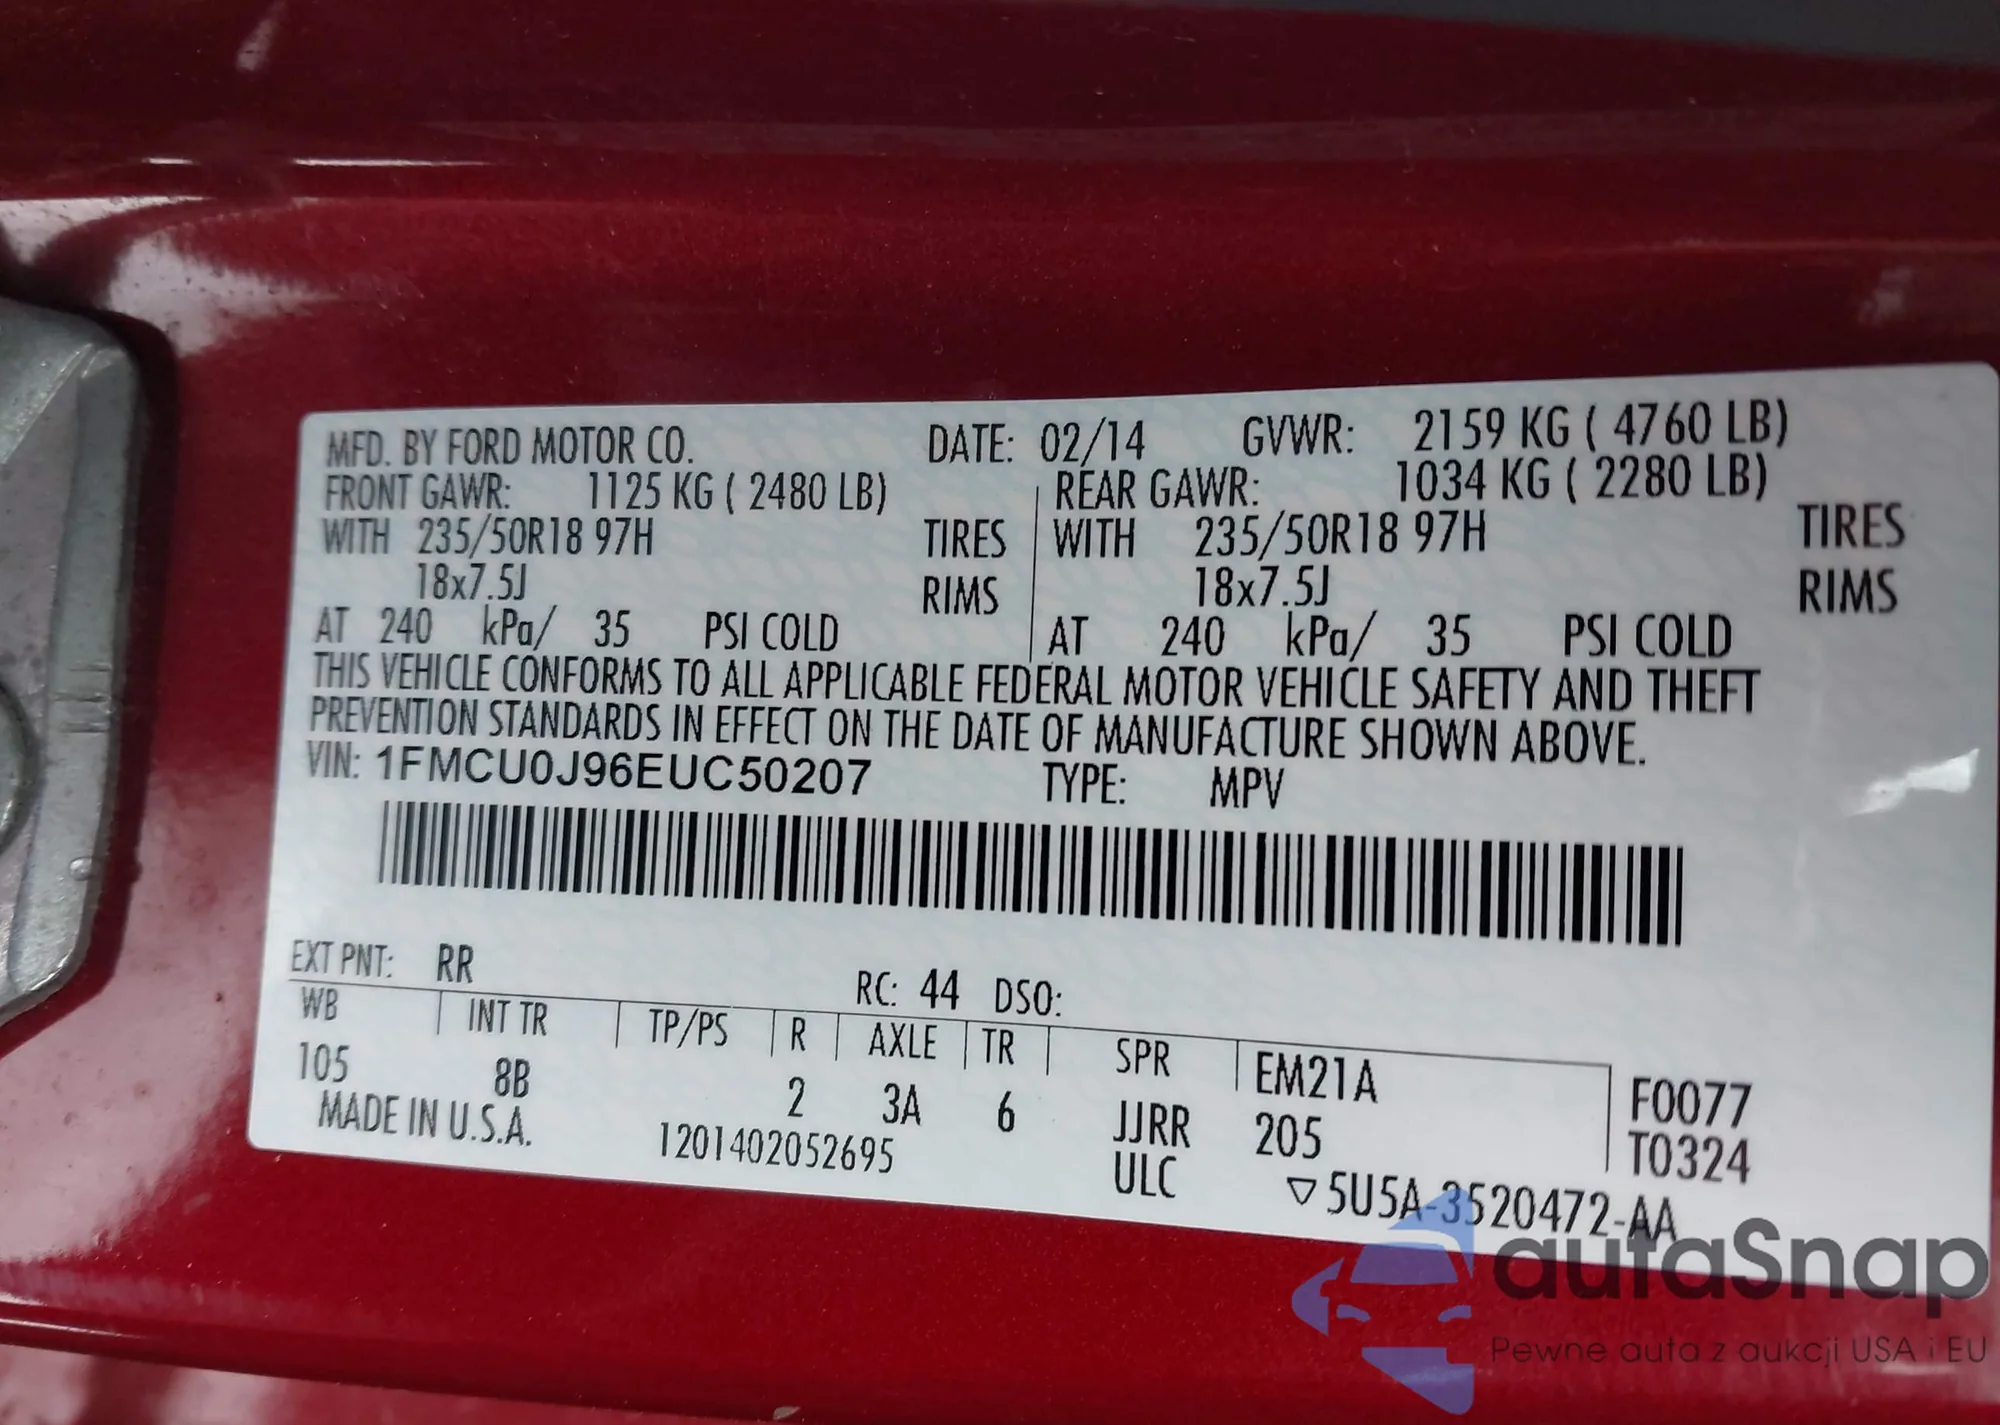 MFD. BY FORD MOTOR CO. DATE: 02/14 GVWR: 2159 KG ( 4760 LB)
FRONT GAWR: 1125 KG ( 2480 LB) REAR GAWR: 1034 KG ( 2280 LB)
WITH 235/50R18 97H TIRES WITH 235/50R18 97H TIRES
18x7.5J RIMS 18x7.5J RIMS
AT 240 kPa/ 35 PSI COLD AT 240 kPa/ 35 PSI COLD
THIS VEHICLE CONFORMS TO ALL APPLICABLE FEDERAL MOTOR VEHICLE SAFETY AND THEFT
PREVENTION STANDARDS IN EFFECT ON THE DATE OF MANUFACTURE SHOWN ABOVE.
VIN: 1FMCU0J96EUC50207 TYPE: MPV
EXT PNT: RR RC: 44 DSO:
WB INT TR TP/PS R AXLE TR SPR EM21A F0077
105 8B 2 3A 6 JJRR 205 T0324
MADE IN U.S.A. 1201402052695 ULC ▽5U5A-3520472-AA
autaSnap
Pewne auta z aukcji USA i EU